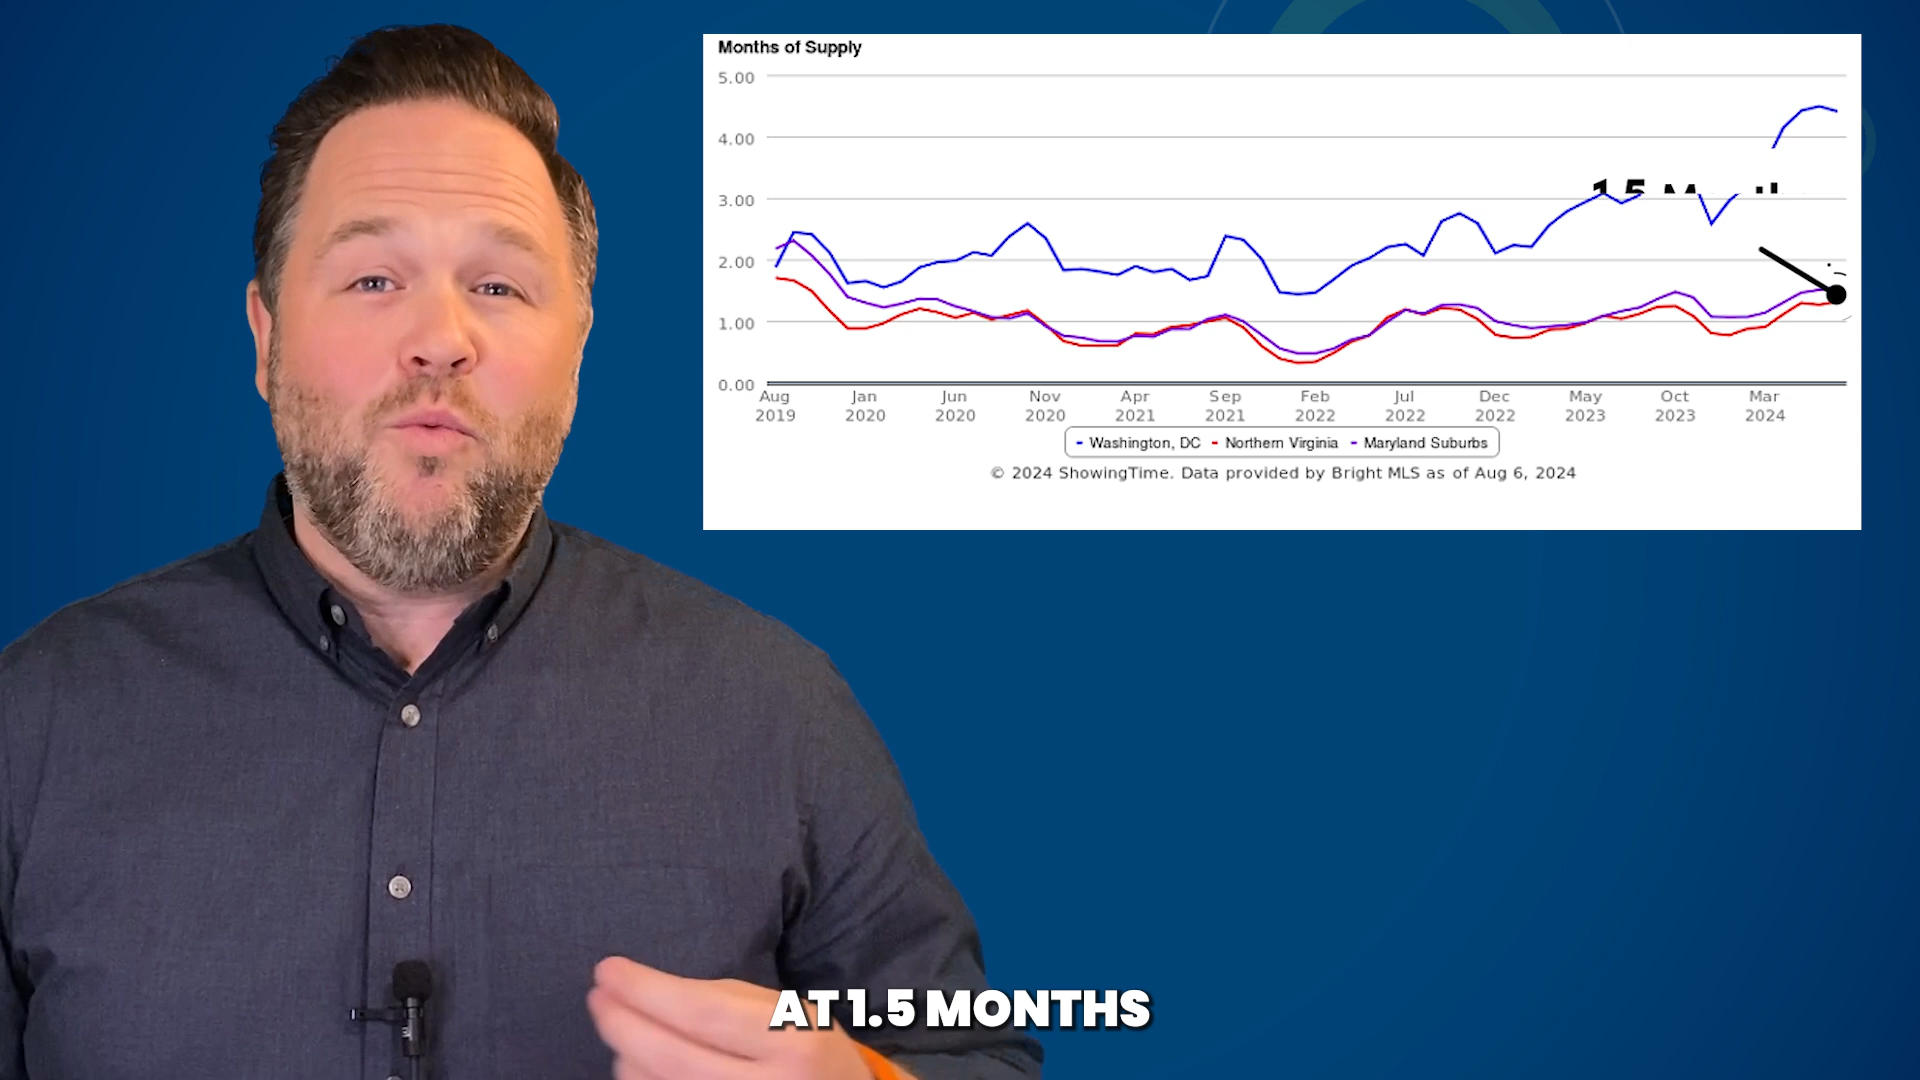 Months of Supply
5.00
4.00
3.00
2.00
1.00
0.00
Aug 2019
Jan 2020
Jun 2020
Nov 2020
Apr 2021
Sep 2021
Feb 2022
Jul 2022
Dec 2022
May 2023
Oct 2023
Mar 2024
Washington, DC Northern Virginia Maryland Suburbs
© 2024 ShowingTime. Data provided by Bright MLS as of Aug 6, 2024
AT 1.5 MONTHS